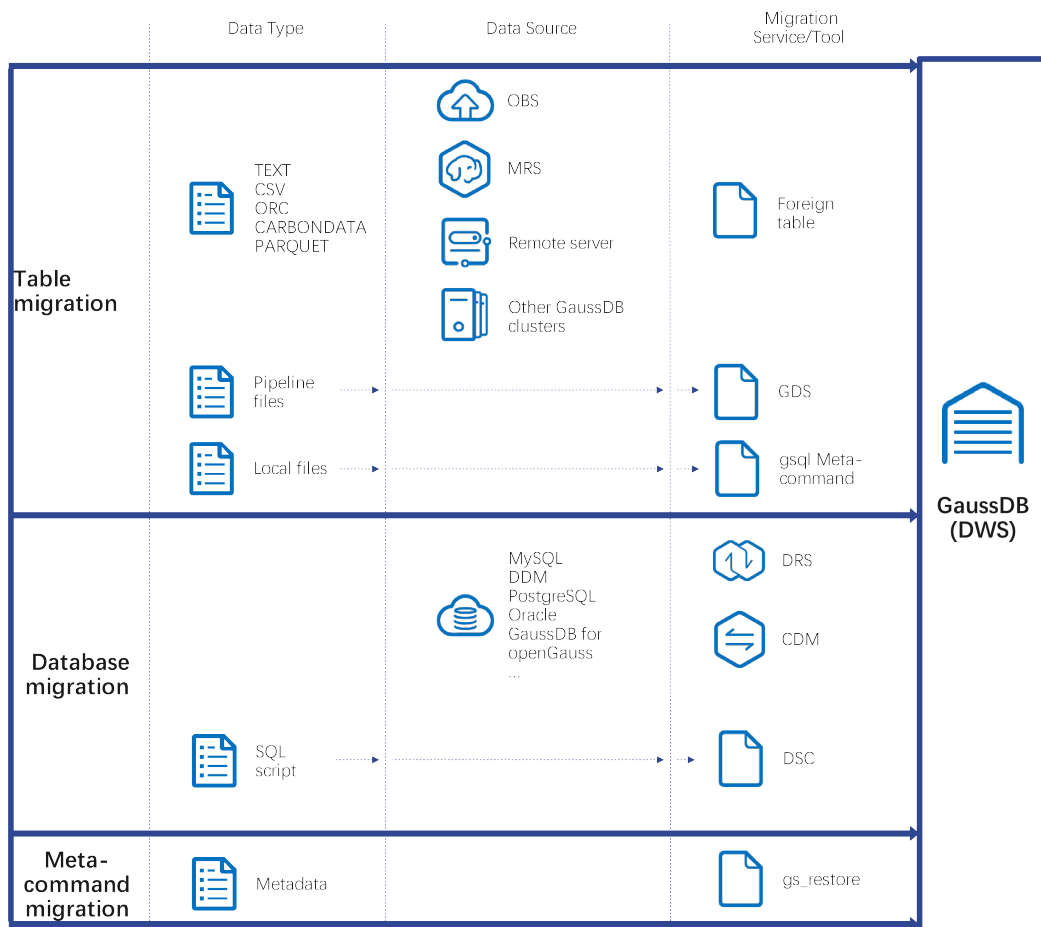 Data Type
Data Source
Migration
Service/Tool
OBS
MRS
TEXT
CSV
ORC
CARBONDATA
PARQUET
Remote server
Foreign
table
Table
migration
Other GaussDB
clusters
Pipeline
files
GDS
Local files
gsql Meta-
command
GaussDB
(DWS)
MySQL
DDM
PostgreSQL
Oracle
GaussDB for
openGauss
...
DRS
CDM
Database
migration
SQL
script
DSC
Meta-
command
migration
Metadata
gs_restore